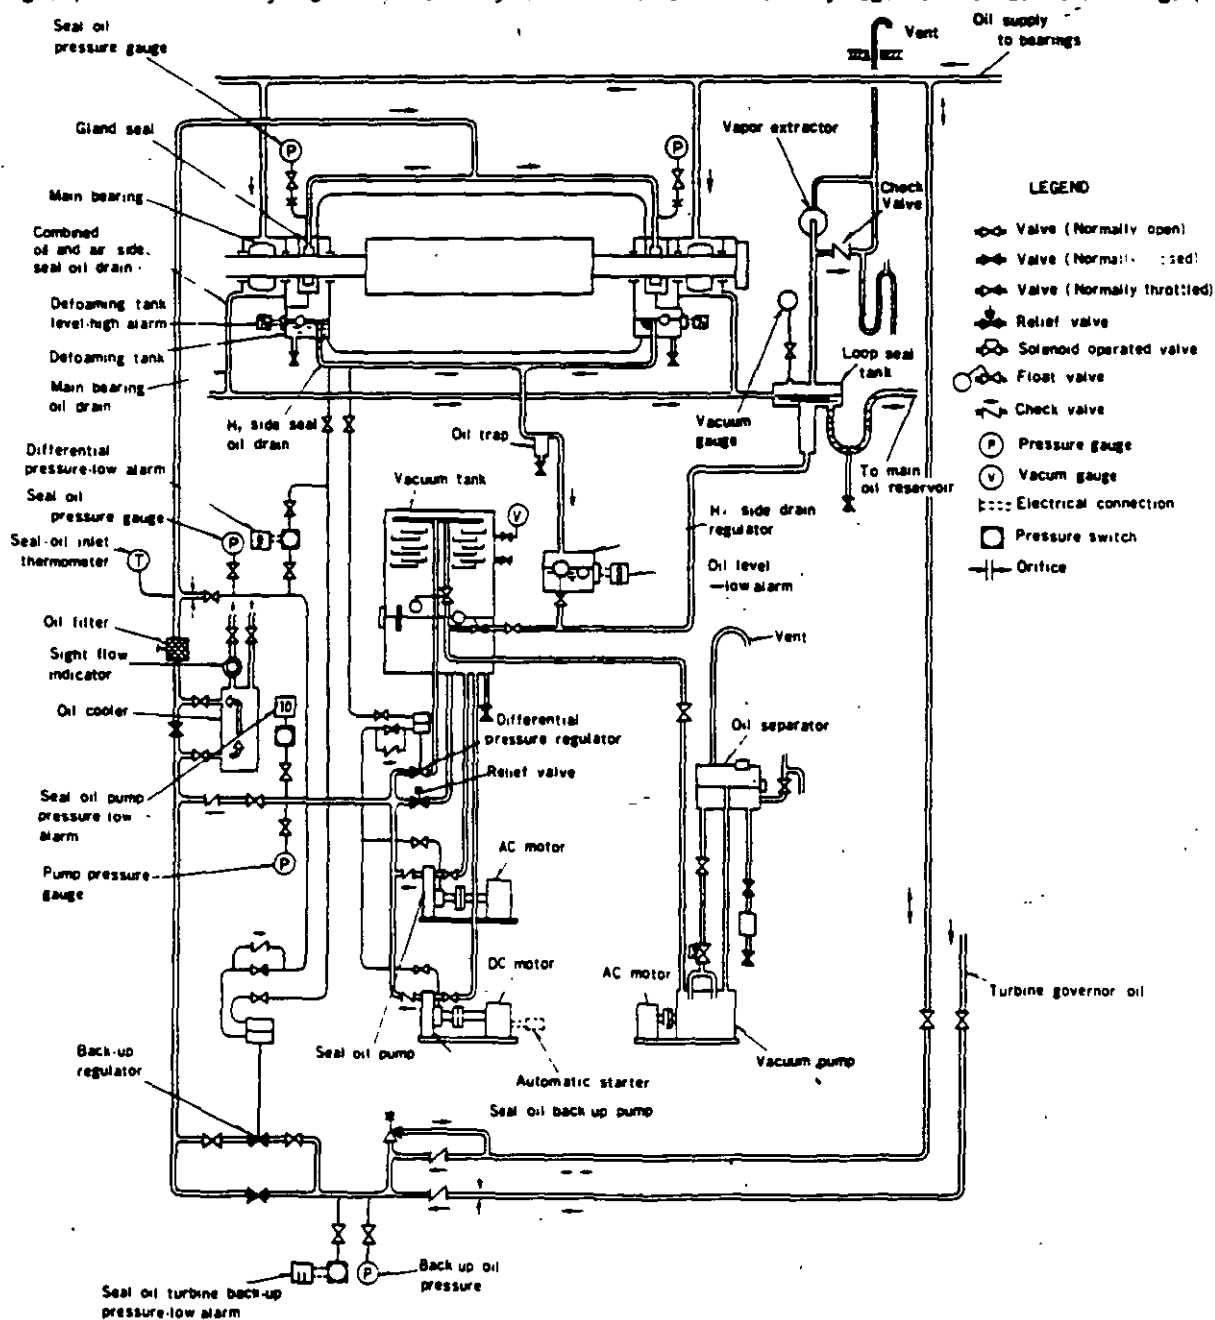 Seal oil
pressure gauge
Vent
Oil supply
to bearings
Gland seal
P
P
Vapor extractor
Main bearing
Check
Valve
LEGEND
Combined
oil and air side.
seal oil drain
Valve (Normally open)
Valve (Normal
sed)
Valve (Normally throttled)
Defoaming tank
level-high alarm
Relief valve
Defoaming tank
Loop seal
tank
Solenoid operated valve
Main bearing
oil drain
Float valve
H, side seal
oil drain
Oil trap
Vacuum
gauge
Check valve
P
Pressure gauge
Differential
pressure-low alarm
To main
oil reservoir
V
Vacum gauge
Vacuum tank
Seal oil
pressure gauge
V
H, side drain
regulator
Electrical connection
Seal-oil inlet
thermometer
P
T
Pressure switch
Oil level
-low alarm
Orifice
Oil filter
Vent
Sight flow
indicator
Oil cooler
10
Differential
pressure regulator
Oil separator
Relief valve
Seal oil pump
pressure low
alarm
AC motor
Pump pressure
gauge
P
DC motor
AC motor
Turbine governor oil
Back-up
regulator
Seal oil pump
Vacuum pump
Automatic starter
Seal oil back up pump
P
Back up oil
pressure
Seal oil turbine back-up
pressure-low alarm